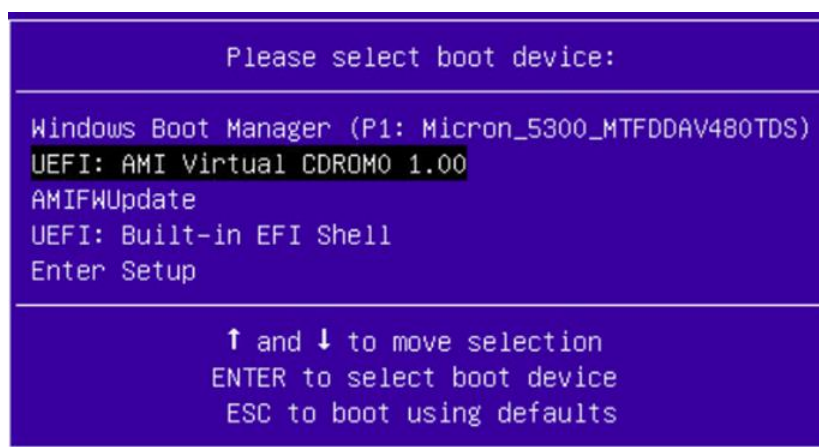 Please select boot device:
Windows Boot Manager (P1: Micron_5300_MTFDDAV480TDS)
UEFI: AMI Virtual CDROM0 1.00
AMIFWUpdate
UEFI: Built-in EFI Shell
Enter Setup
↑ and ↓ to move selection
ENTER to select boot device
ESC to boot using defaults